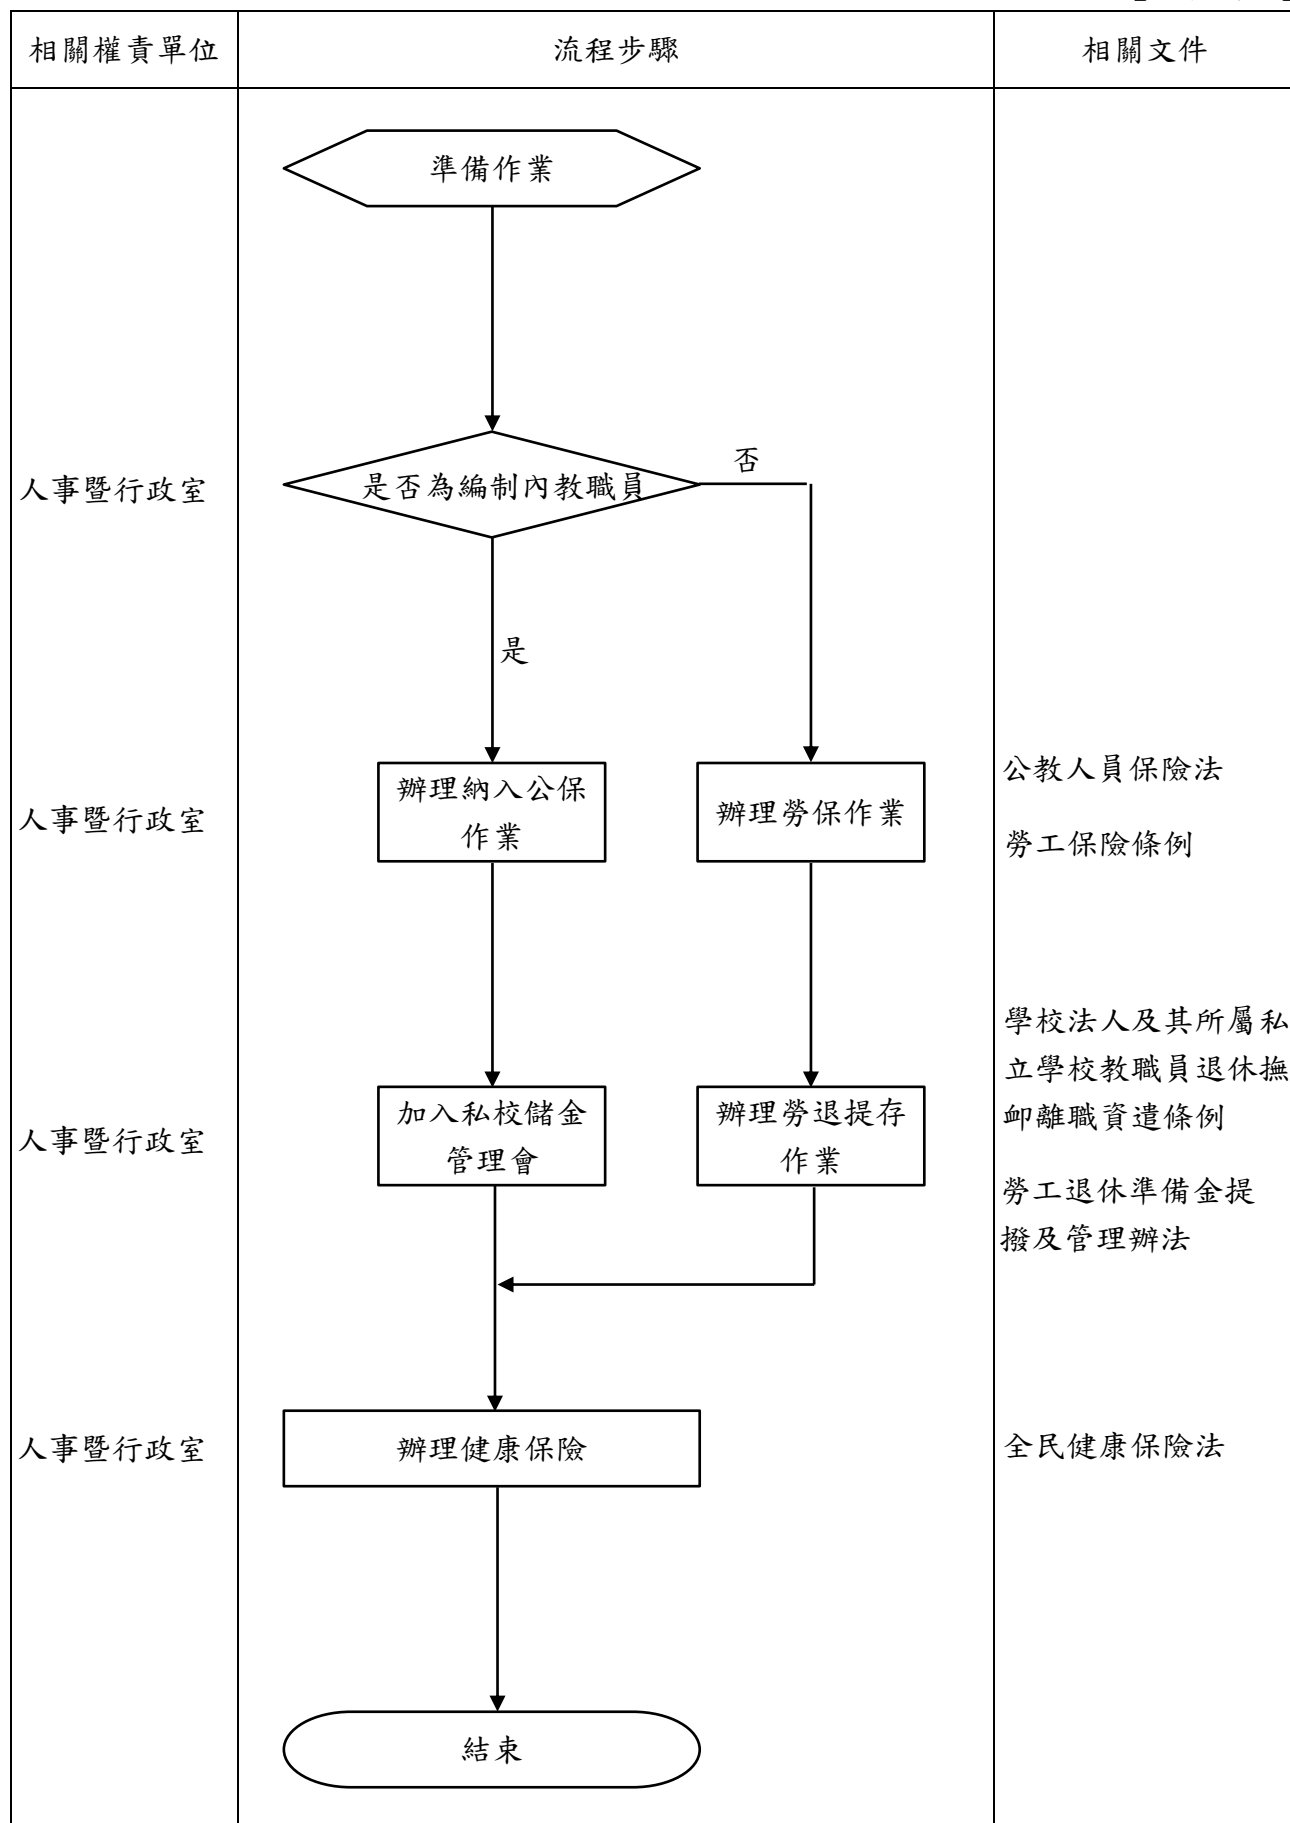 相關權責單位
流程步驟
相關文件
準備作業
人事暨行政室
是否為編制內教職員
否
是
人事暨行政室
辦理納入公保
作業
辦理勞保作業
公教人員保險法
勞工保險條例
人事暨行政室
加入私校儲金
管理會
辦理勞退提存
作業
學校法人及其所屬私
立學校教職員退休撫
卹離職資遣條例
勞工退休準備金提
撥及管理辦法
人事暨行政室
辦理健康保險
全民健康保險法
結束